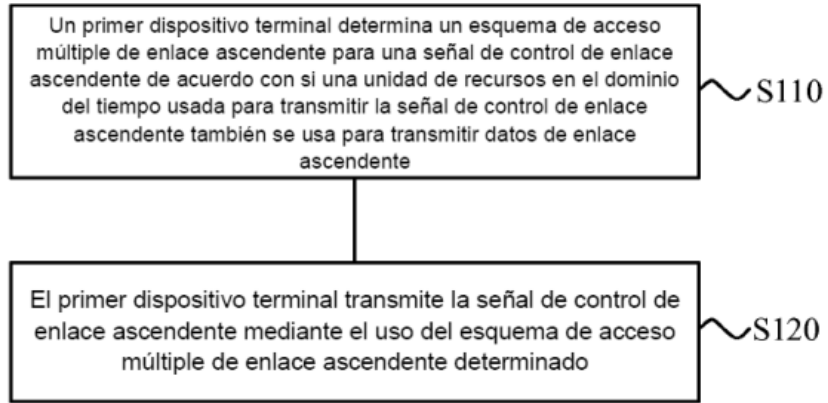 Un primer dispositivo terminal determina un esquema de acceso
múltiple de enlace ascendente para una señal de control de enlace
ascendente de acuerdo con si una unidad de recursos en el dominio
del tiempo usada para transmitir la señal de control de enlace
ascendente también se usa para transmitir datos de enlace
ascendente
S110
El primer dispositivo terminal transmite la señal de control de
enlace ascendente mediante el uso del esquema de acceso
múltiple de enlace ascendente determinado
S120